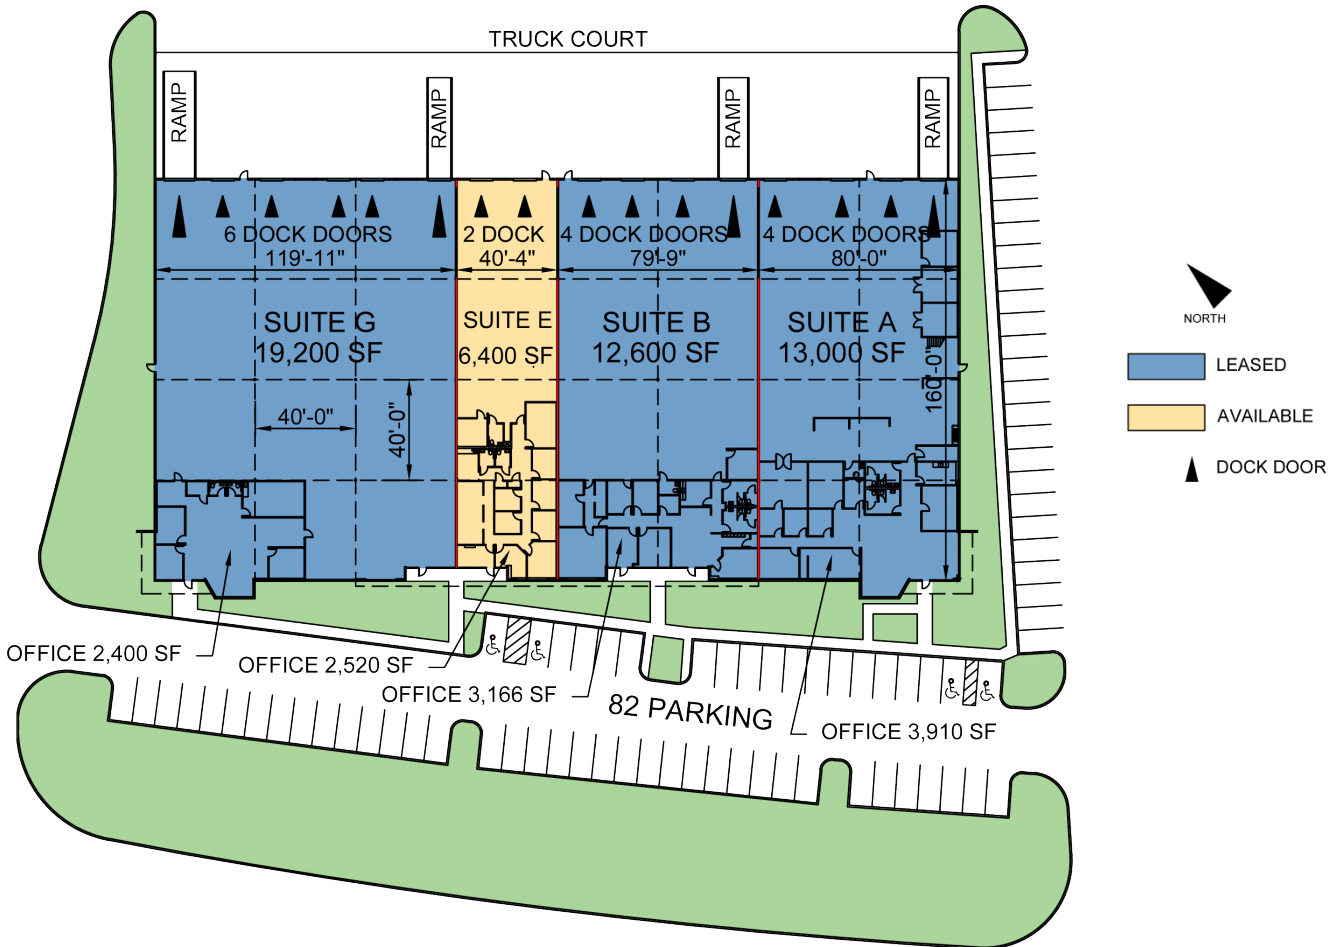 TRUCK COURT
RAMP
RAMP
RAMP
RAMP
6 DOCK DOORS
119'-11"
2 DOCK
40'-4"
4 DOCK DOORS
79'-9"
4 DOCK DOORS
80'-0"
SUITE G
19,200 SF
SUITE E
6,400 SF
SUITE B
12,600 SF
SUITE A
13,000 SF
160'-0"
40'-0"
40'-0"
NORTH
LEASED
AVAILABLE
DOCK DOOR
OFFICE 2,400 SF
OFFICE 2,520 SF
OFFICE 3,166 SF
82 PARKING
OFFICE 3,910 SF